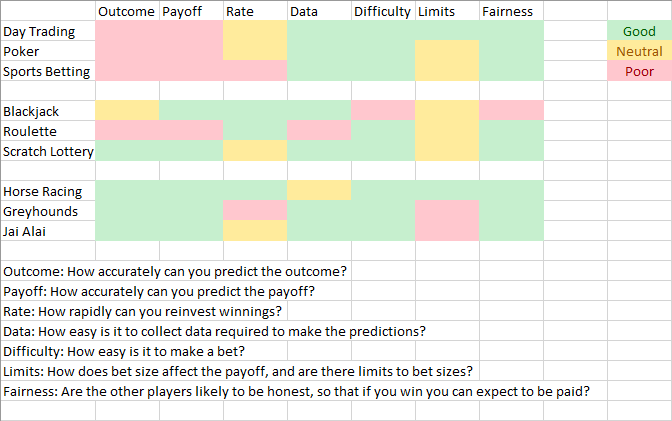 Outcome Payoff Rate Data Difficulty Limits Fairness
Day Trading Good
Poker Neutral
Sports Betting Poor
Blackjack
Roulette
Scratch Lottery
Horse Racing
Greyhounds
Jai Alai
Outcome: How accurately can you predict the outcome?
Payoff: How accurately can you predict the payoff?
Rate: How rapidly can you reinvest winnings?
Data: How easy is it to collect data required to make the predictions?
Difficulty: How easy is it to make a bet?
Limits: How does bet size affect the payoff, and are there limits to bet sizes?
Fairness: Are the other players likely to be honest, so that if you win you can expect to be paid?